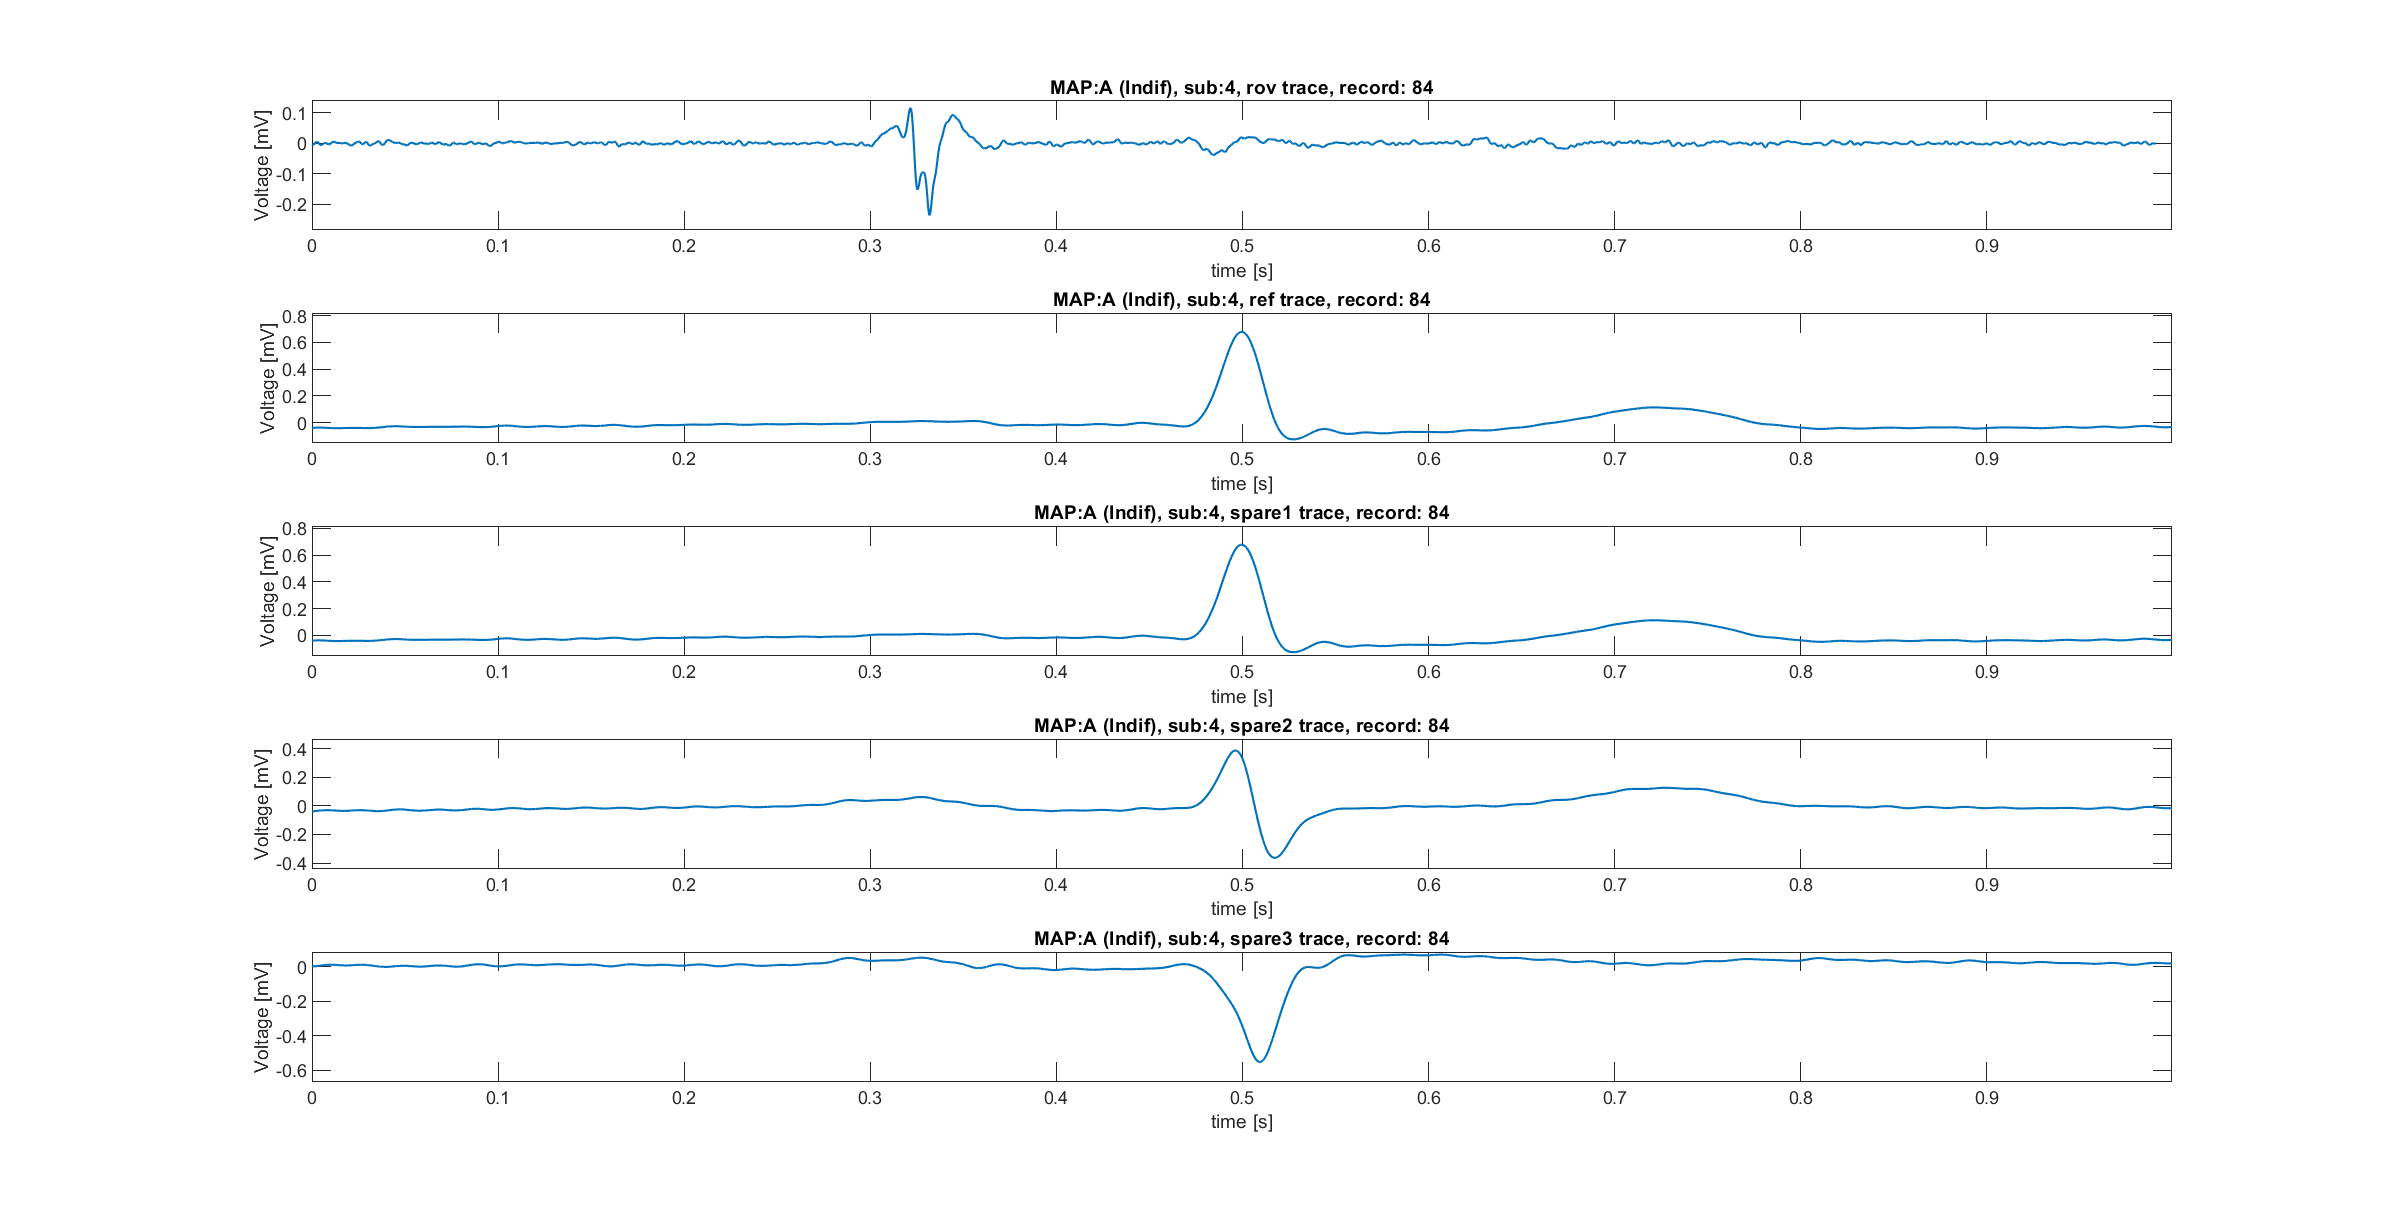 MAP:A (Indif), sub:4, rov trace, record: 84
Voltage [mV]
0.1
0
-0.1
-0.2
0 0.1 0.2 0.3 0.4 0.5 0.6 0.7 0.8 0.9
time [s]
MAP:A (Indif), sub:4, ref trace, record: 84
Voltage [mV]
0.8
0.6
0.4
0.2
0
0 0.1 0.2 0.3 0.4 0.5 0.6 0.7 0.8 0.9
time [s]
MAP:A (Indif), sub:4, spare1 trace, record: 84
Voltage [mV]
0.8
0.6
0.4
0.2
0
0 0.1 0.2 0.3 0.4 0.5 0.6 0.7 0.8 0.9
time [s]
MAP:A (Indif), sub:4, spare2 trace, record: 84
Voltage [mV]
0.4
0.2
0
-0.2
-0.4
0 0.1 0.2 0.3 0.4 0.5 0.6 0.7 0.8 0.9
time [s]
MAP:A (Indif), sub:4, spare3 trace, record: 84
Voltage [mV]
0
-0.2
-0.4
-0.6
0 0.1 0.2 0.3 0.4 0.5 0.6 0.7 0.8 0.9
time [s]